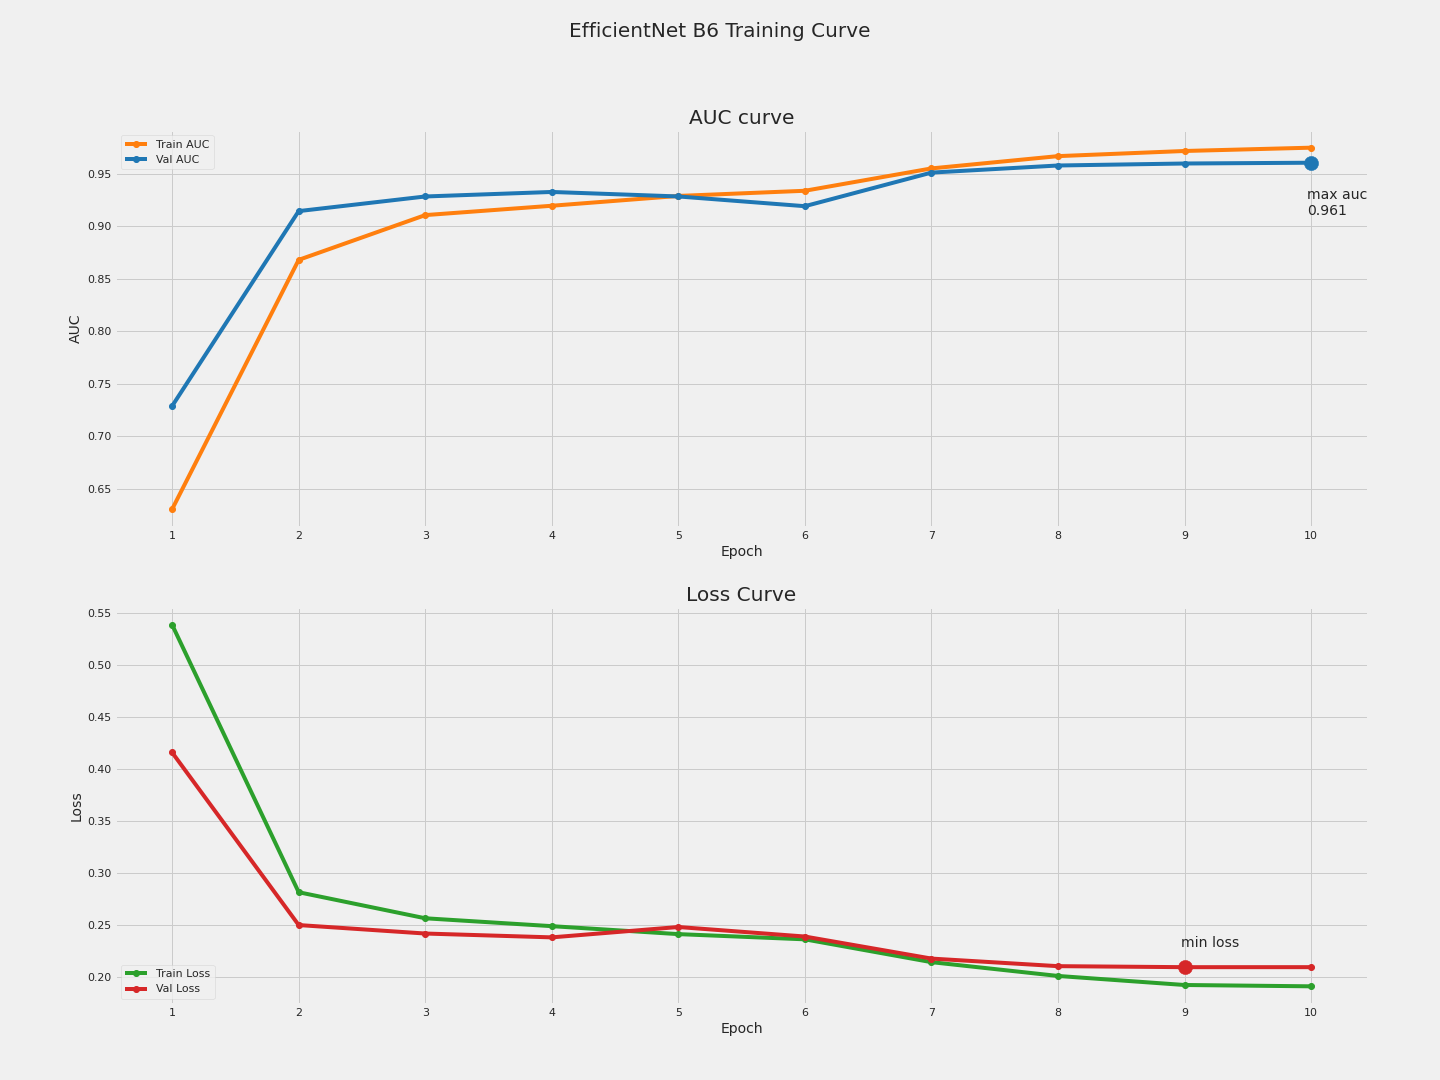 EfficientNet B6 Training Curve
AUC curve
Train AUC
Val AUC
0.95
0.90
0.85
0.80
0.75
0.70
0.65
AUC
max auc
0.961
1 2 3 4 5 6 7 8 9 10
Epoch
Loss Curve
0.55
0.50
0.45
0.40
0.35
0.30
0.25
0.20
Loss
min loss
Train Loss
Val Loss
1 2 3 4 5 6 7 8 9 10
Epoch